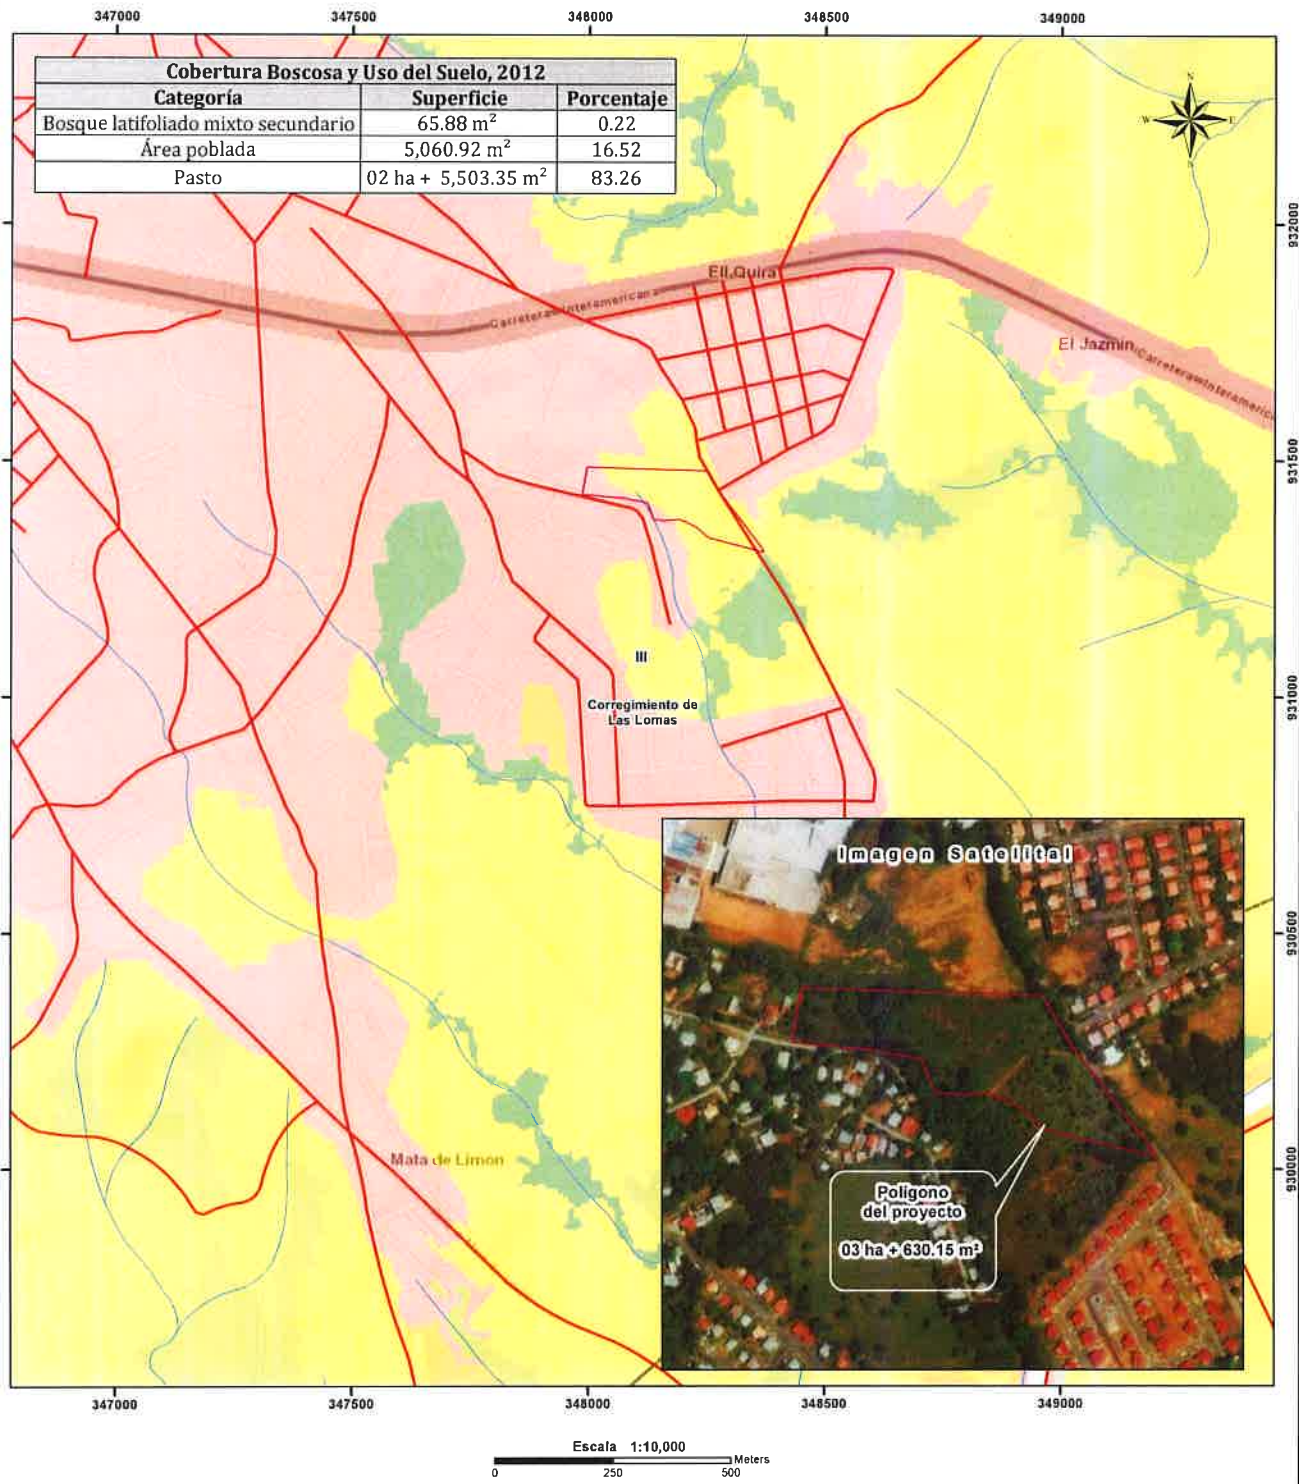 347000 347500 348000 348500 349000
Cobertura Boscosa y Uso del Suelo, 2012
Categoría Superficie Porcentaje
Bosque latifoliado mixto secundario 65.88 m² 0.22
Área poblada 5,060.92 m² 16.52
Pasto 02 ha + 5,503.35 m² 83.26
N
W E
N
932000
Ell Quira
Carretera Interamericana
El Jazmin
Carretera Interameric
931500
III
Corregimiento de
Las Lomas
931000
Imagen Satelital
930500
Mata de Limon
930000
Poligono
del proyecto
03 ha + 630.15 m²
347000 347500 348000 348500 349000
Escala 1:10,000
Meters
0 250 500